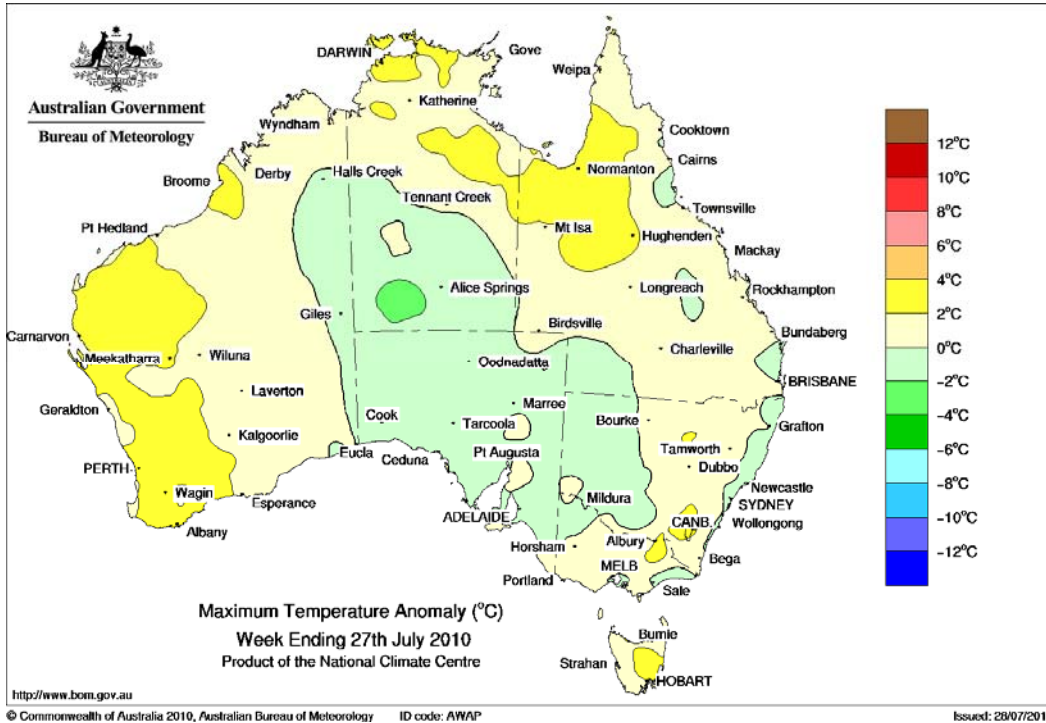 Australian Government
Bureau of Meteorology
DARWIN
Gove
Weipa
Katherine
Wyndham
Cooktown
Cairns
Derby
Halls Creek
Normanton
Broome
Tennant Creek
Townsville
Pt Hedland
Mt Isa
Hughenden
Mackay
Alice Springs
Longreach
Rockhampton
Giles
Carnarvon
Birdsville
Bundaberg
Meekatharra
Wiluna
Oodnadatta
Charleville
BRISBANE
Laverton
Marree
Geraldton
Cook
Tarcoola
Bourke
Grafton
Kalgoorlie
Eucla
Ceduna
Pt Augusta
Tamworth
PERTH
Dubbo
Wagin
Esperance
Mildura
Newcastle
SYDNEY
ADELAIDE
CANB.
Wollongong
Albany
Horsham
Albury
Bega
MELB
Portland
Sale
Burnie
Strahan
HOBART
12°C
10°C
8°C
6°C
4°C
2°C
0°C
-2°C
-4°C
-6°C
-8°C
-10°C
-12°C
Maximum Temperature Anomaly (°C)
Week Ending 27th July 2010
Product of the National Climate Centre
http://www.bom.gov.au
© Commonwealth of Australia 2010, Australian Bureau of Meteorology ID code: AWAP Issued: 28/07/201